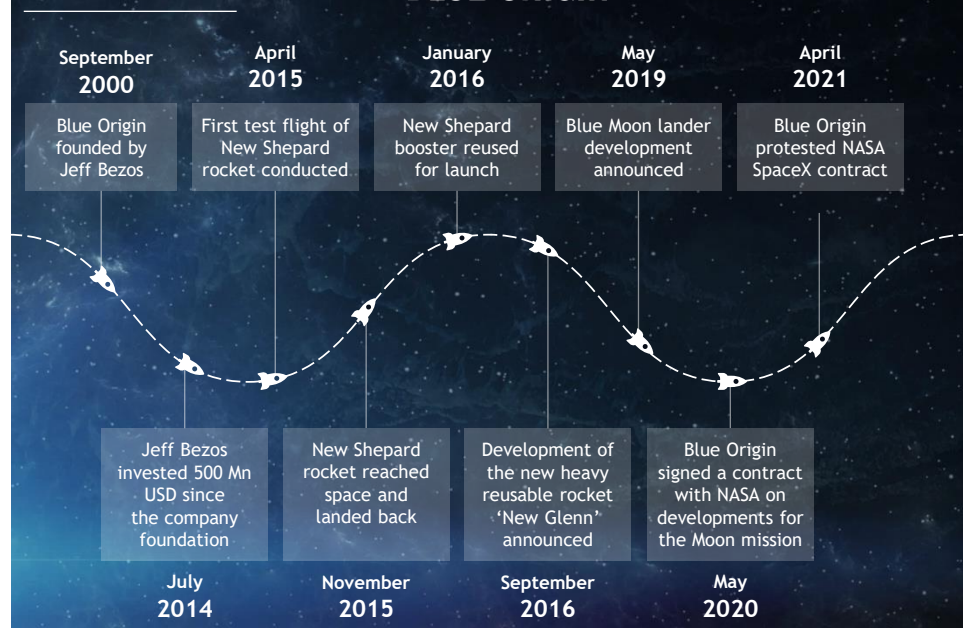 September
2000
Blue Origin
founded by
Jeff Bezos
April
2015
First test flight of
New Shepard
rocket conducted
January
2016
New Shepard
booster reused
for launch
May
2019
Blue Moon lander
development
announced
April
2021
Blue Origin
protested NASA
SpaceX contract
Jeff Bezos
invested 500 Mn
USD since
the company
foundation
July
2014
New Shepard
rocket reached
space and
landed back
November
2015
Development of
the new heavy
reusable rocket
‘New Glenn’
announced
September
2016
Blue Origin
signed a contract
with NASA on
developments for
the Moon mission
May
2020